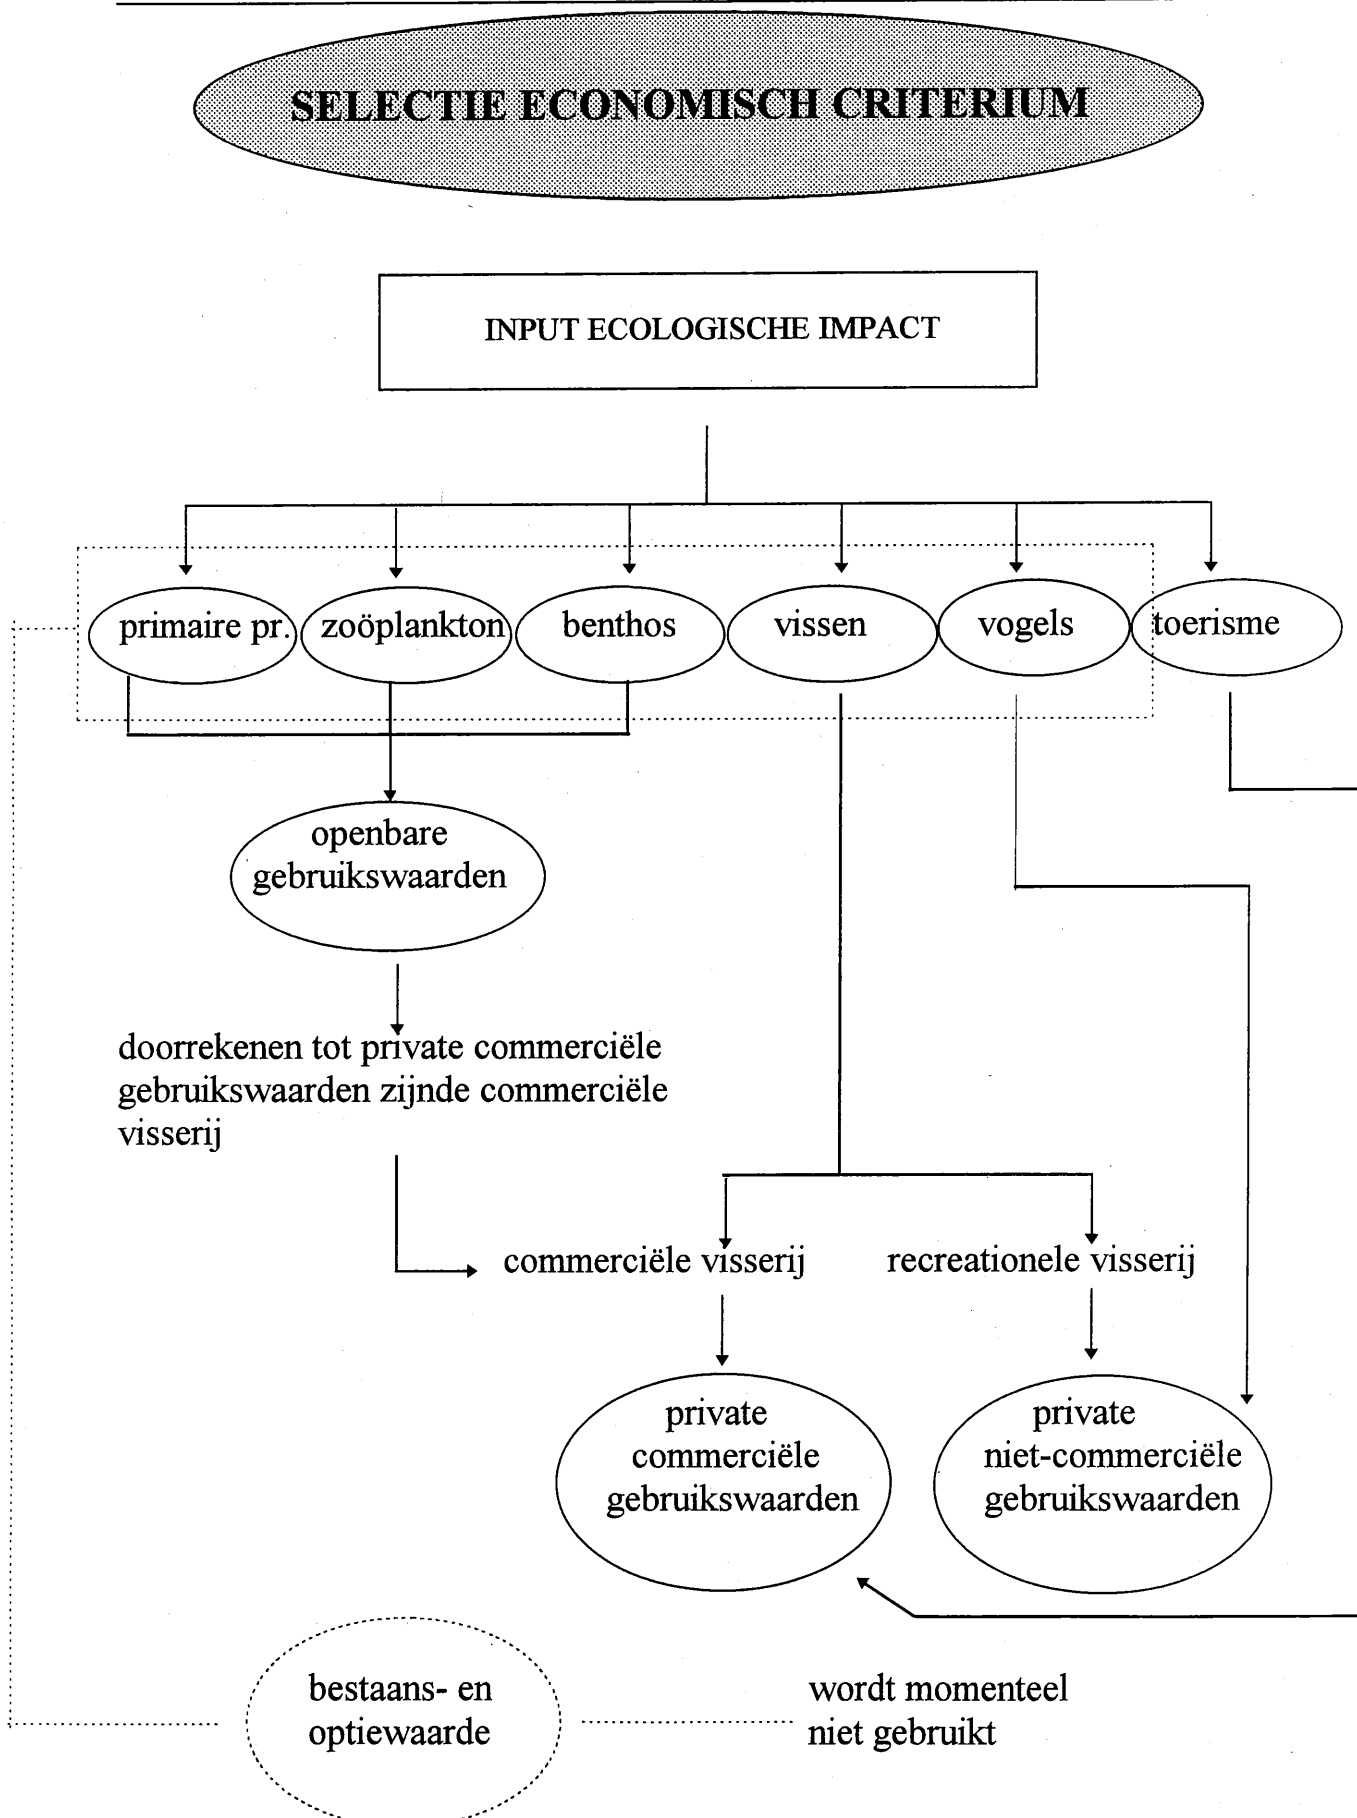 SELECTIE ECONOMISCH CRITERIUM
INPUT ECOLOGISCHE IMPACT
primaire pr.
zoöplankton
benthos
vissen
vogels
toerisme
openbare
gebruikswaarden
doorrekenen tot private commerciële
gebruikswaarden zijnde commerciële
visserij
commerciële visserij
recreationele visserij
private
commerciële
gebruikswaarden
private
niet-commerciële
gebruikswaarden
bestaans- en
optiewaarde
wordt momenteel
niet gebruikt